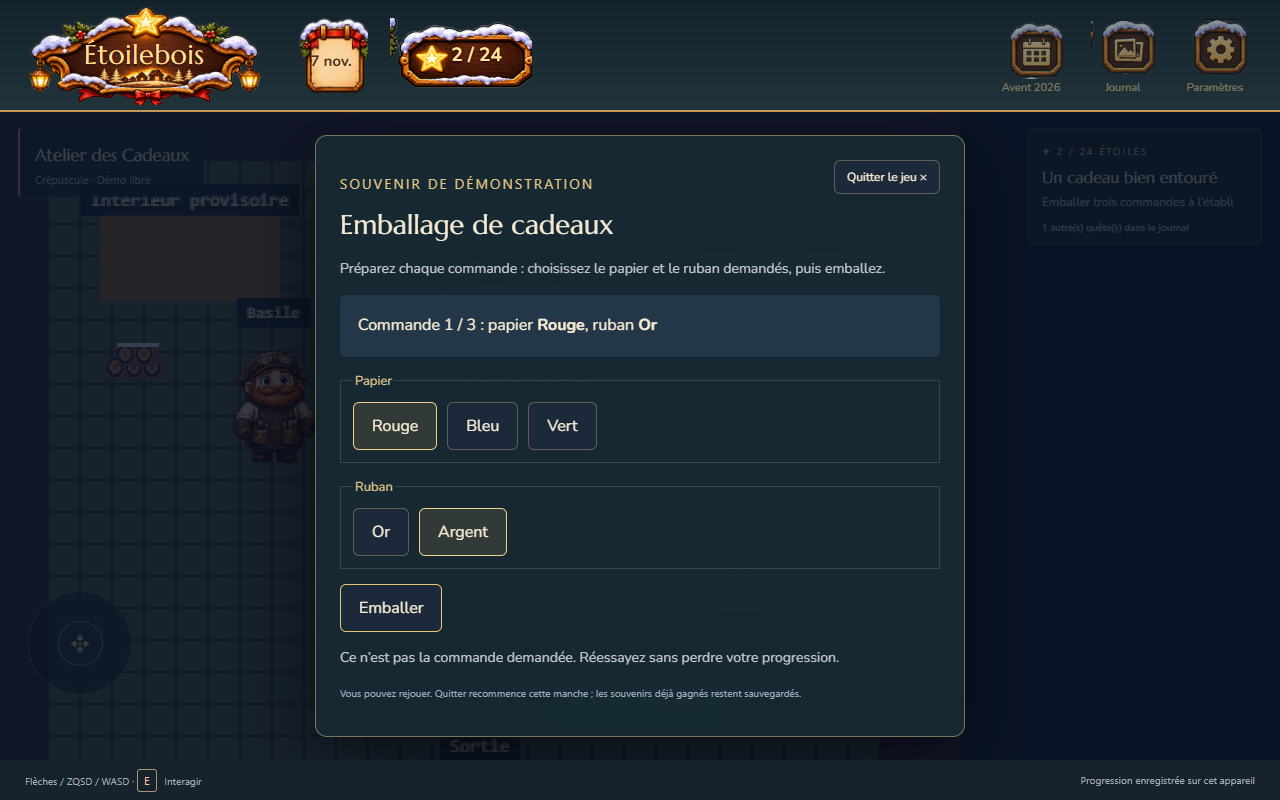 Étoilebois
7 nov.
2 / 24
Avent 2026
Journal
Paramètres
Atelier des Cadeaux
Crépuscule · Démo libre
Intérieur provisoire
Basile
✦ 2 / 24 ÉTOILES
Un cadeau bien entouré
Emballer trois commandes à l'établi
1 autre(s) quête(s) dans le journal
SOUVENIR DE DÉMONSTRATION
Quitter le jeu ×
Emballage de cadeaux
Préparez chaque commande : choisissez le papier et le ruban demandés, puis emballez.
Commande 1 / 3 : papier Rouge, ruban Or
Papier
Rouge
Bleu
Vert
Ruban
Or
Argent
Emballer
Ce n'est pas la commande demandée. Réessayez sans perdre votre progression.
Vous pouvez rejouer. Quitter recommence cette manche ; les souvenirs déjà gagnés restent sauvegardés.
Sortie
Flèches / ZQSD / WASD · E Interagir
Progression enregistrée sur cet appareil